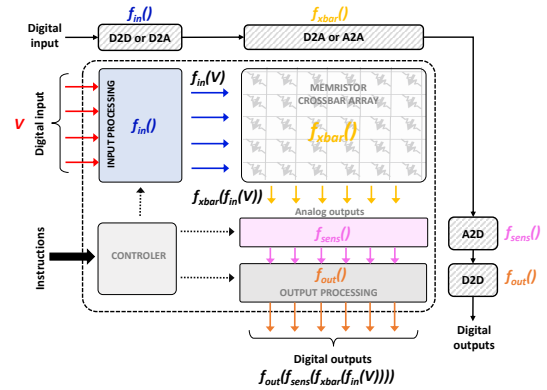 f_in()
f_xbar()
Digital input
D2D or D2A
D2A or A2A
V
Digital input
INPUT PROCESSING
f_in()
f_in(V)
MEMRISTOR
CROSSBAR ARRAY
f_xbar()
f_xbar(f_in(V))
Analog outputs
f_sens()
Instructions
CONTROLER
f_out()
OUTPUT PROCESSING
A2D
f_sens()
D2D
f_out()
Digital
outputs
Digital outputs
f_out(f_sens(f_xbar(f_in(V))))